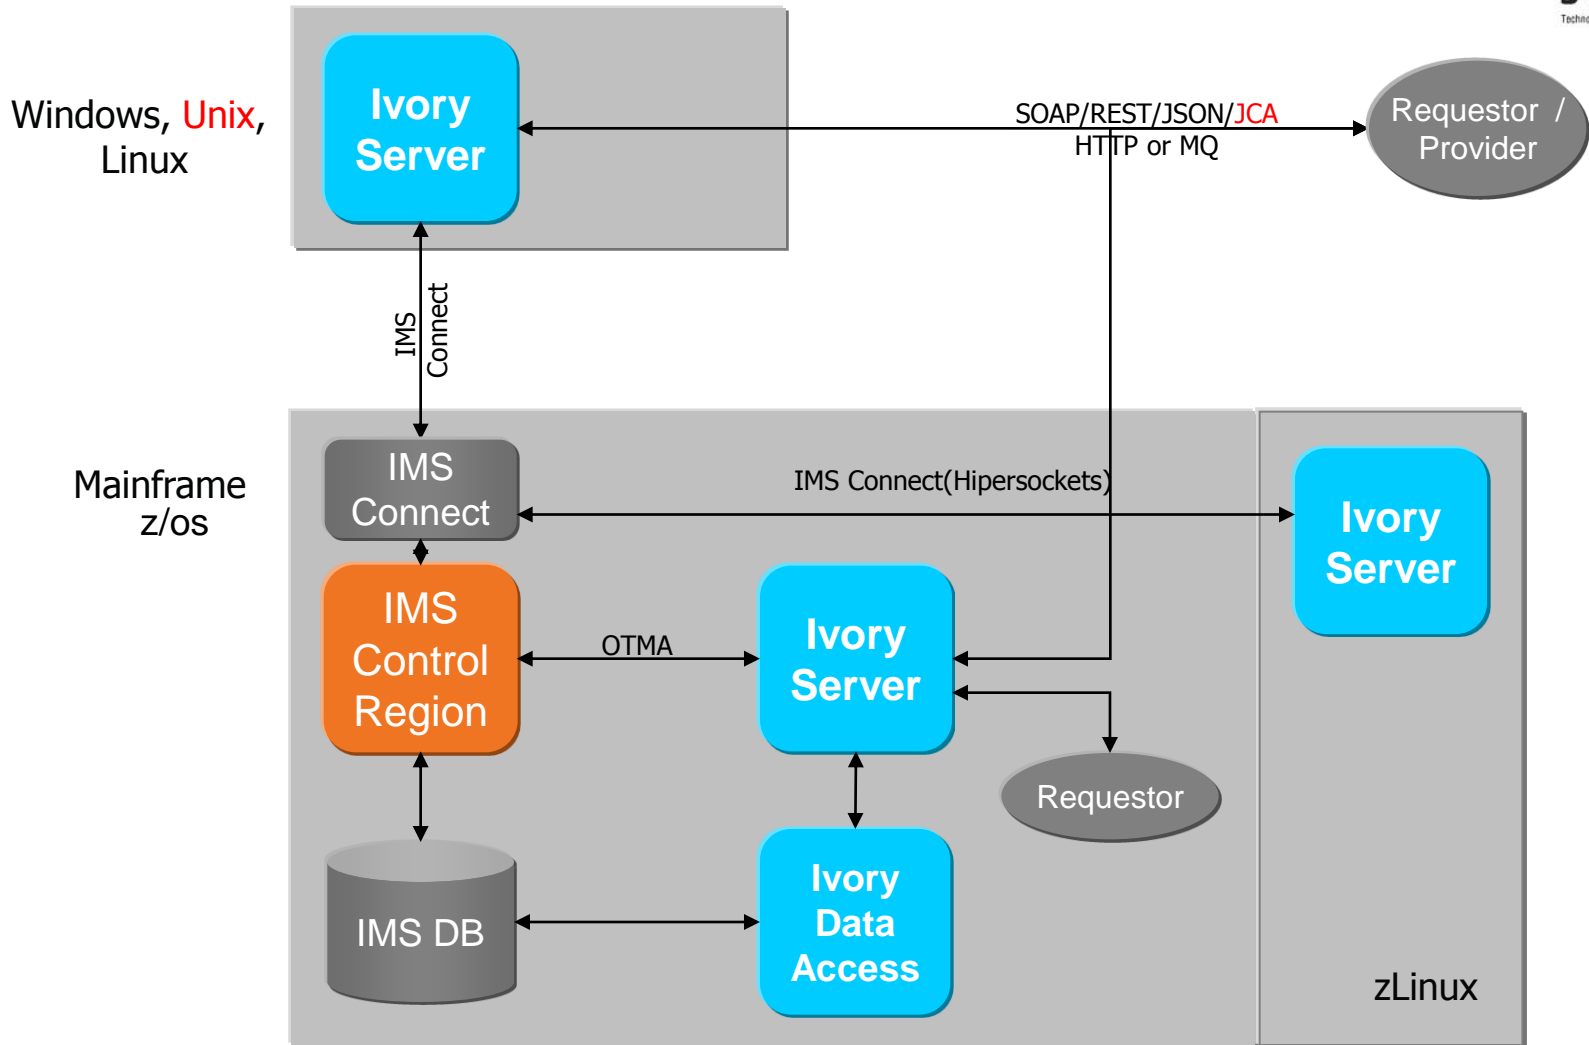 Techno
Windows, Unix,
Linux
Ivory
Server
SOAP/REST/JSON/JCA
HTTP or MQ
Requestor /
Provider
IMS
Connect
Mainframe
z/os
IMS
Connect
IMS Connect(Hipersockets)
Ivory
Server
IMS
Control
Region
OTMA
Ivory
Server
Requestor
IMS DB
Ivory
Data
Access
zLinux